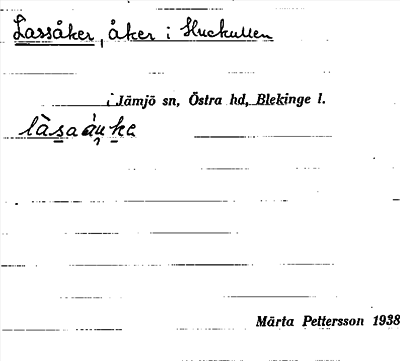 Lassåker, åker i Huckullen
i Jämjö sn, Östra hd, Blekinge l.
Märta Pettersson 1938